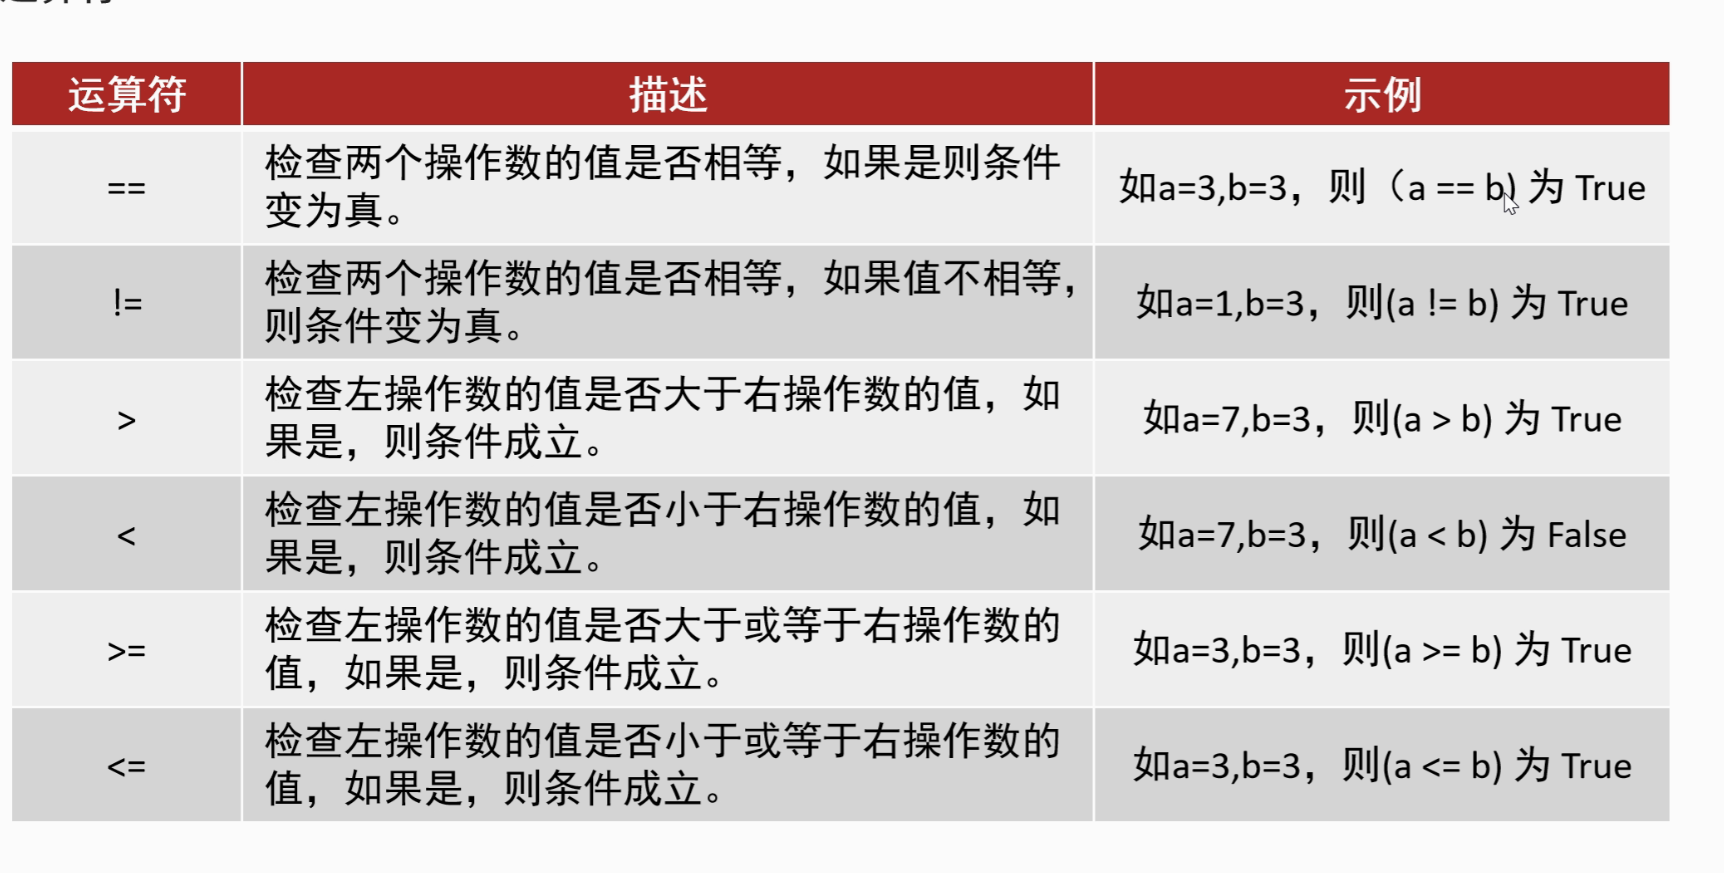 运算符 描述 示例
== 检查两个操作数的值是否相等，如果是则条件
变为真。 如a=3,b=3，则（a == b) 为 True
!= 检查两个操作数的值是否相等，如果值不相等，
则条件变为真。 如a=1,b=3，则(a != b) 为 True
> 检查左操作数的值是否大于右操作数的值，如
果是，则条件成立。 如a=7,b=3，则(a > b) 为 True
< 检查左操作数的值是否小于右操作数的值，如
果是，则条件成立。 如a=7,b=3，则(a < b) 为 False
>= 检查左操作数的值是否大于或等于右操作数的
值，如果是，则条件成立。 如a=3,b=3，则(a >= b) 为 True
<= 检查左操作数的值是否小于或等于右操作数的
值，如果是，则条件成立。 如a=3,b=3，则(a <= b) 为 True